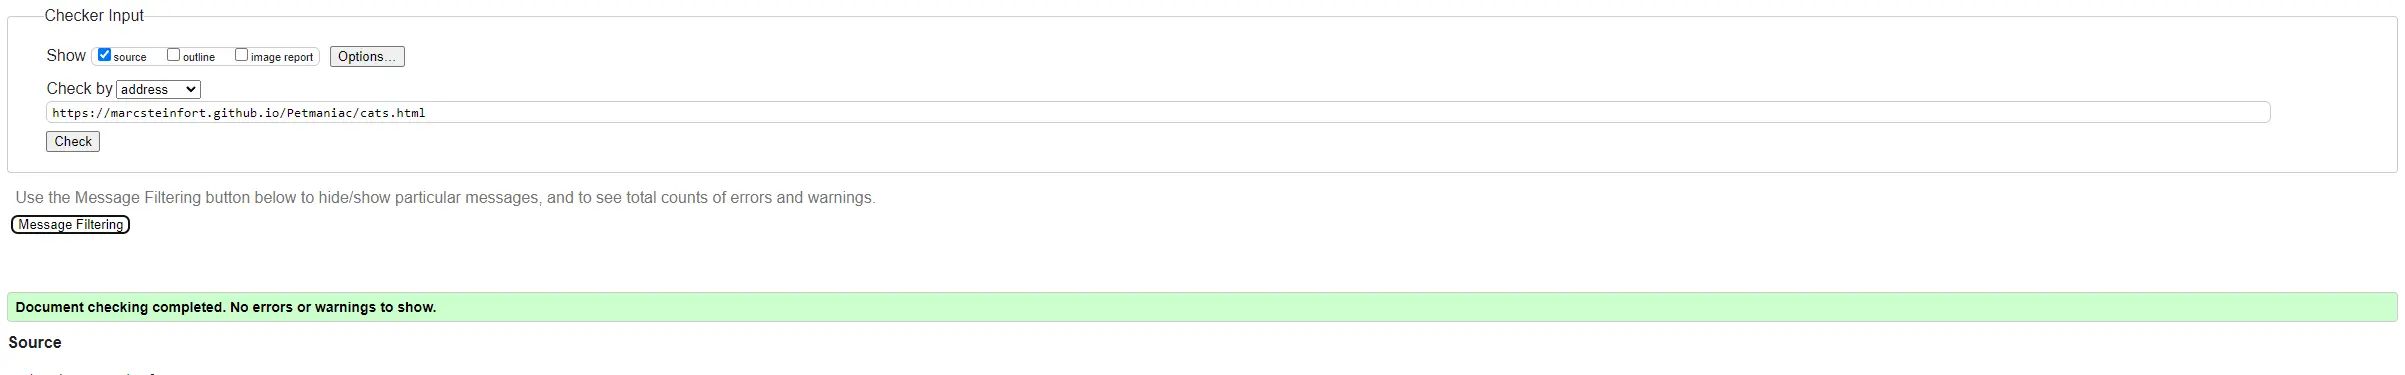 Checker Input
Show source outline image report Options...
Check by address
https://marcsteinfort.github.io/Petmaniac/cats.html
Check
Use the Message Filtering button below to hide/show particular messages, and to see total counts of errors and warnings.
Message Filtering
Document checking completed. No errors or warnings to show.
Source